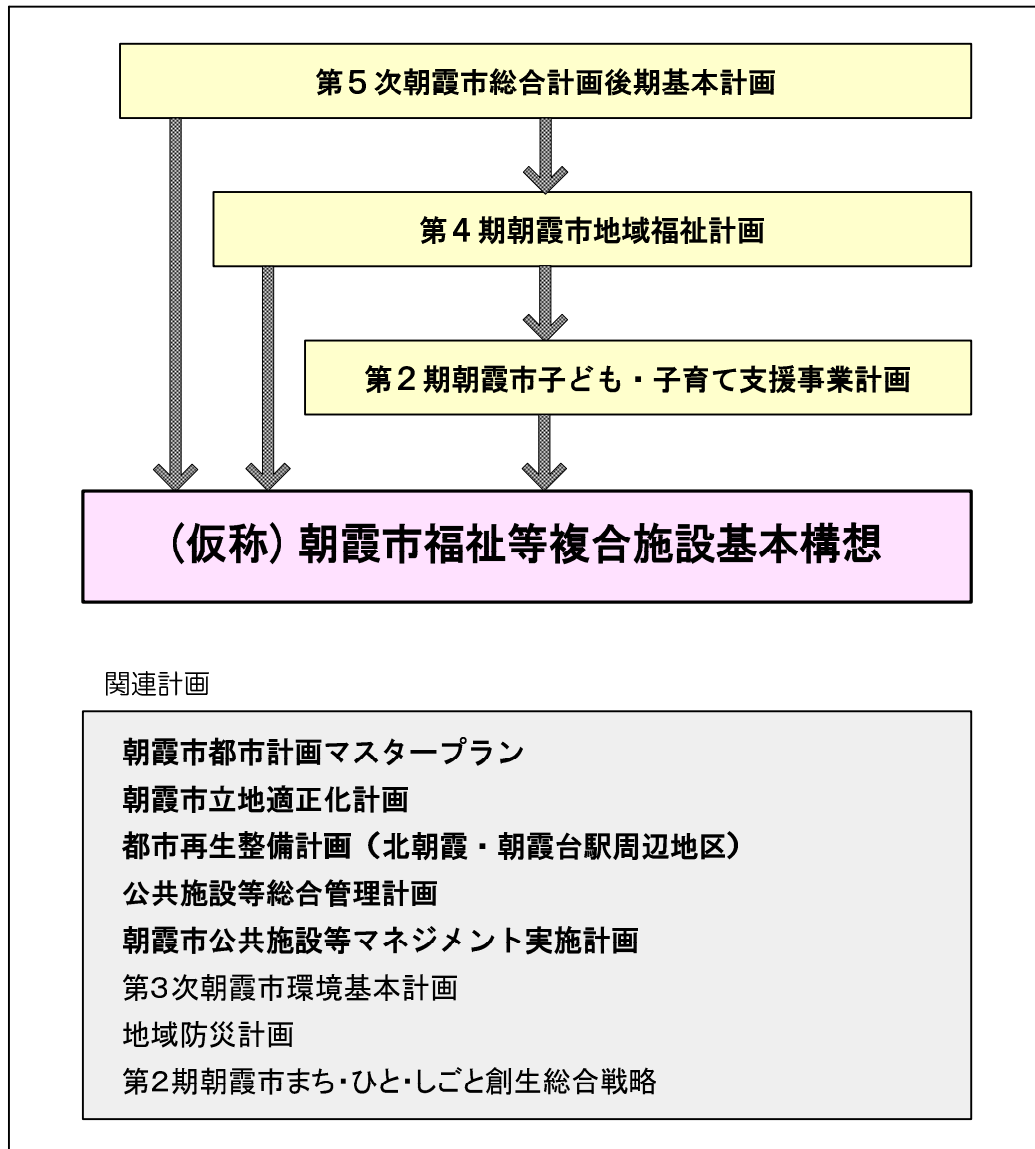 第5次朝霞市総合計画後期基本計画
第4期朝霞市地域福祉計画
第2期朝霞市子ども・子育て支援事業計画
(仮称)朝霞市福祉等複合施設基本構想
関連計画
朝霞市都市計画マスタープラン
朝霞市立地適正化計画
都市再生整備計画（北朝霞・朝霞台駅周辺地区）
公共施設等総合管理計画
朝霞市公共施設等マネジメント実施計画
第3次朝霞市環境基本計画
地域防災計画
第2期朝霞市まち・ひと・しごと創生総合戦略